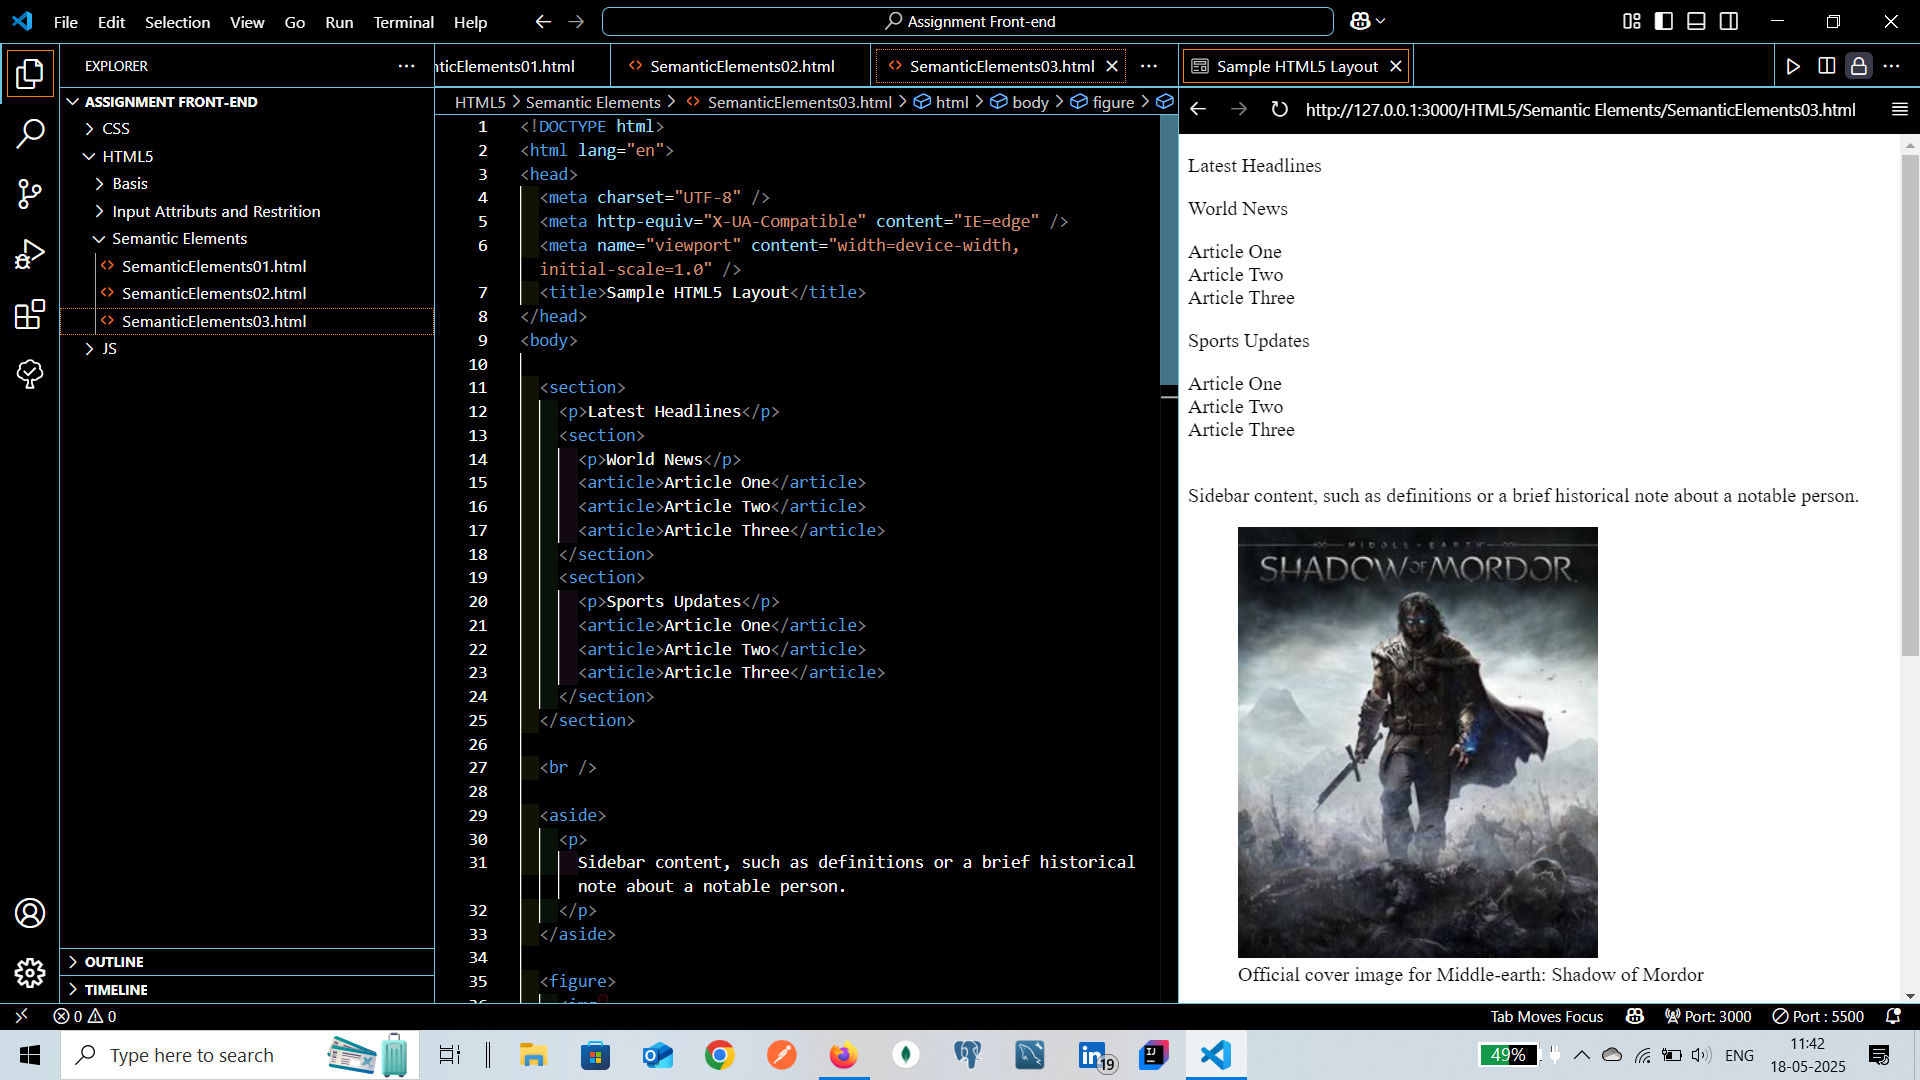 File Edit Selection View Go Run Terminal Help
Assignment Front-end
EXPLORER
ASSIGNMENT FRONT-END
CSS
HTML5
Basis
Input Attributs and Restrition
Semantic Elements
SemanticElements01.html
SemanticElements02.html
SemanticElements03.html
JS
OUTLINE
TIMELINE
nticElements01.html
SemanticElements02.html
SemanticElements03.html
HTML5 > Semantic Elements > SemanticElements03.html > html > body > figure >
1 <!DOCTYPE html>
2 <html lang="en">
3 <head>
4 <meta charset="UTF-8" />
5 <meta http-equiv="X-UA-Compatible" content="IE=edge" />
6 <meta name="viewport" content="width=device-width,
initial-scale=1.0" />
7 <title>Sample HTML5 Layout</title>
8 </head>
9 <body>
10
11 <section>
12 <p>Latest Headlines</p>
13 <section>
14 <p>World News</p>
15 <article>Article One</article>
16 <article>Article Two</article>
17 <article>Article Three</article>
18 </section>
19 <section>
20 <p>Sports Updates</p>
21 <article>Article One</article>
22 <article>Article Two</article>
23 <article>Article Three</article>
24 </section>
25 </section>
26
27 <br />
28
29 <aside>
30 <p>
31 Sidebar content, such as definitions or a brief historical
note about a notable person.
32 </p>
33 </aside>
34
35 <figure>
36 <img
Sample HTML5 Layout
http://127.0.0.1:3000/HTML5/Semantic Elements/SemanticElements03.html
Latest Headlines
World News
Article One
Article Two
Article Three
Sports Updates
Article One
Article Two
Article Three
Sidebar content, such as definitions or a brief historical note about a notable person.
MIDDLE-EARTH
SHADOW OF MORDOR
Official cover image for Middle-earth: Shadow of Mordor
0 0
Tab Moves Focus
Port: 3000
Port : 5500
Type here to search
19
49%
ENG
11:42
18-05-2025